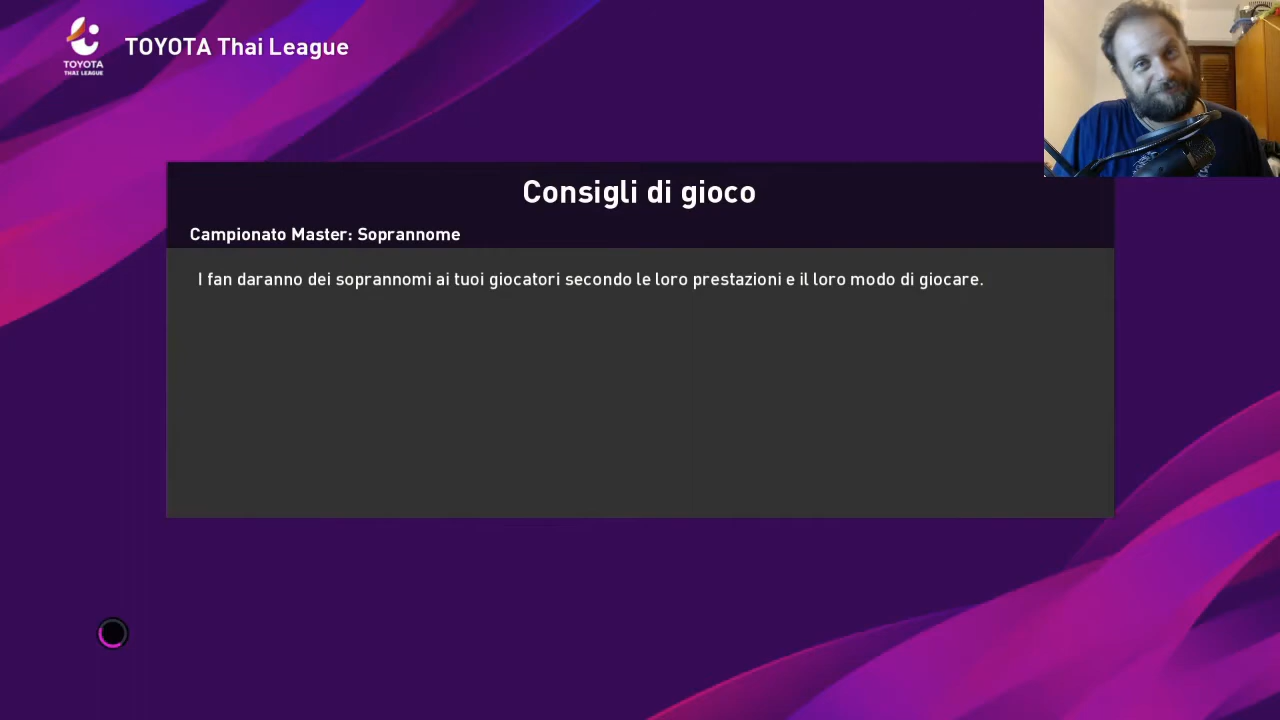 TOYOTA Thai League
TOYOTA
THAI LEAGUE
Consigli di gioco
Campionato Master: Soprannome
I fan daranno dei soprannomi ai tuoi giocatori secondo le loro prestazioni e il loro modo di giocare.